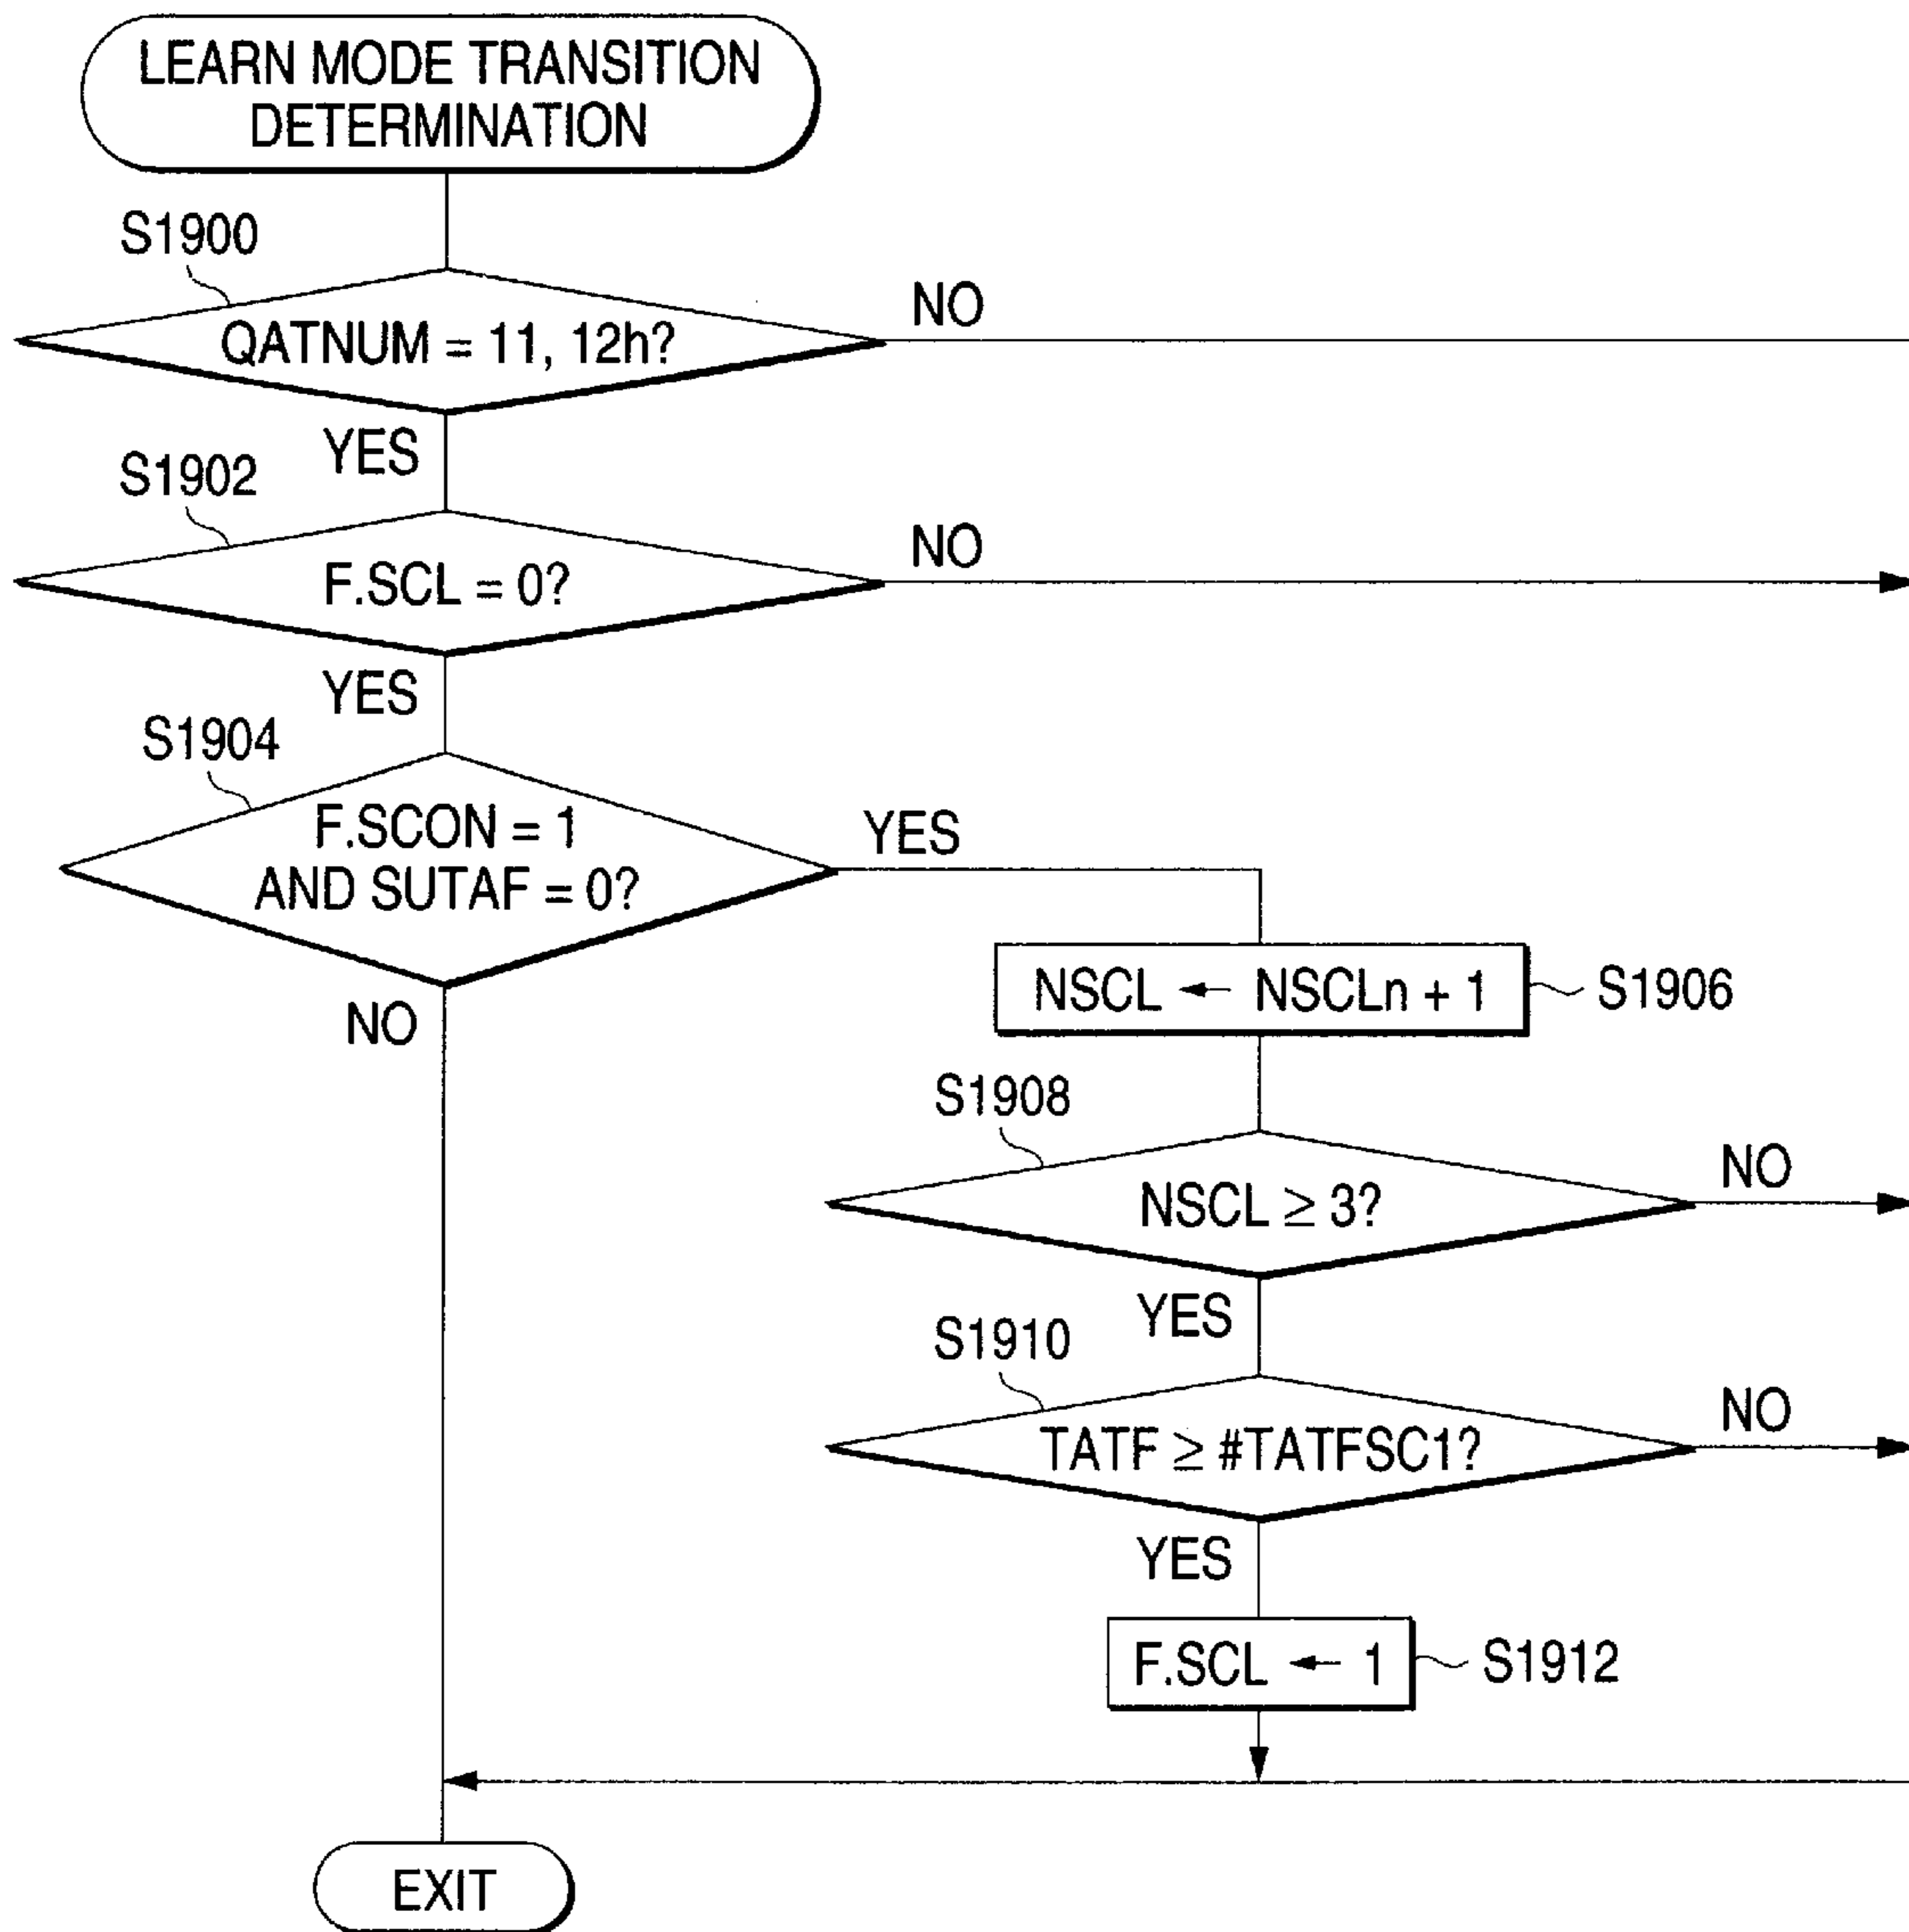 LEARN MODE TRANSITION
DETERMINATION
S1900
QATNUM = 11, 12h?
NO
YES
S1902
F.SCL = 0?
NO
YES
S1904
F.SCON = 1
AND SUTAF = 0?
YES
NO
NSCL ← NSCLn + 1
S1906
S1908
NSCL ≥ 3?
NO
YES
S1910
TATF ≥ #TATFSC1?
NO
YES
F.SCL ← 1
S1912
EXIT